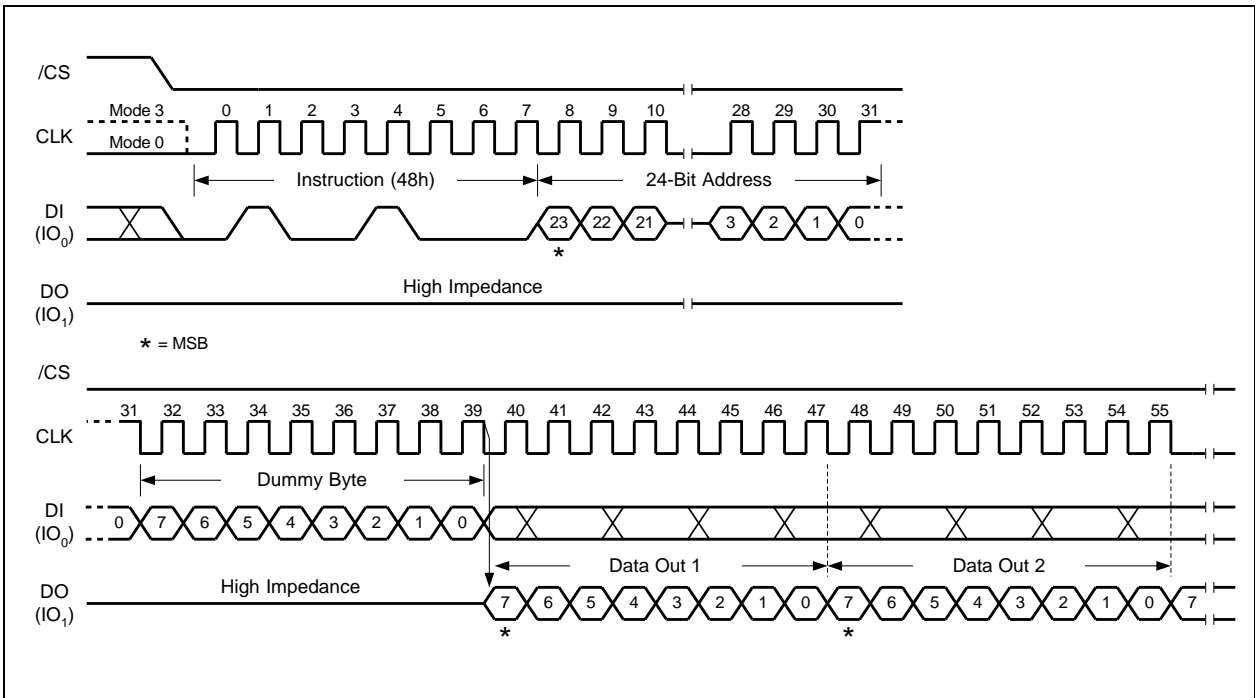 /CS
Mode 3 0 1 2 3 4 5 6 7 8 9 10 28 29 30 31
CLK
Mode 0
Instruction (48h) 24-Bit Address
DI
(IO0) 23 22 21 3 2 1 0
*
High Impedance
DO
(IO1)
* = MSB
/CS
31 32 33 34 35 36 37 38 39 40 41 42 43 44 45 46 47 48 49 50 51 52 53 54 55
CLK
Dummy Byte
DI
(IO0) 0 7 6 5 4 3 2 1 0
Data Out 1 Data Out 2
High Impedance
DO
(IO1) 7 6 5 4 3 2 1 0 7 6 5 4 3 2 1 0 7
* *